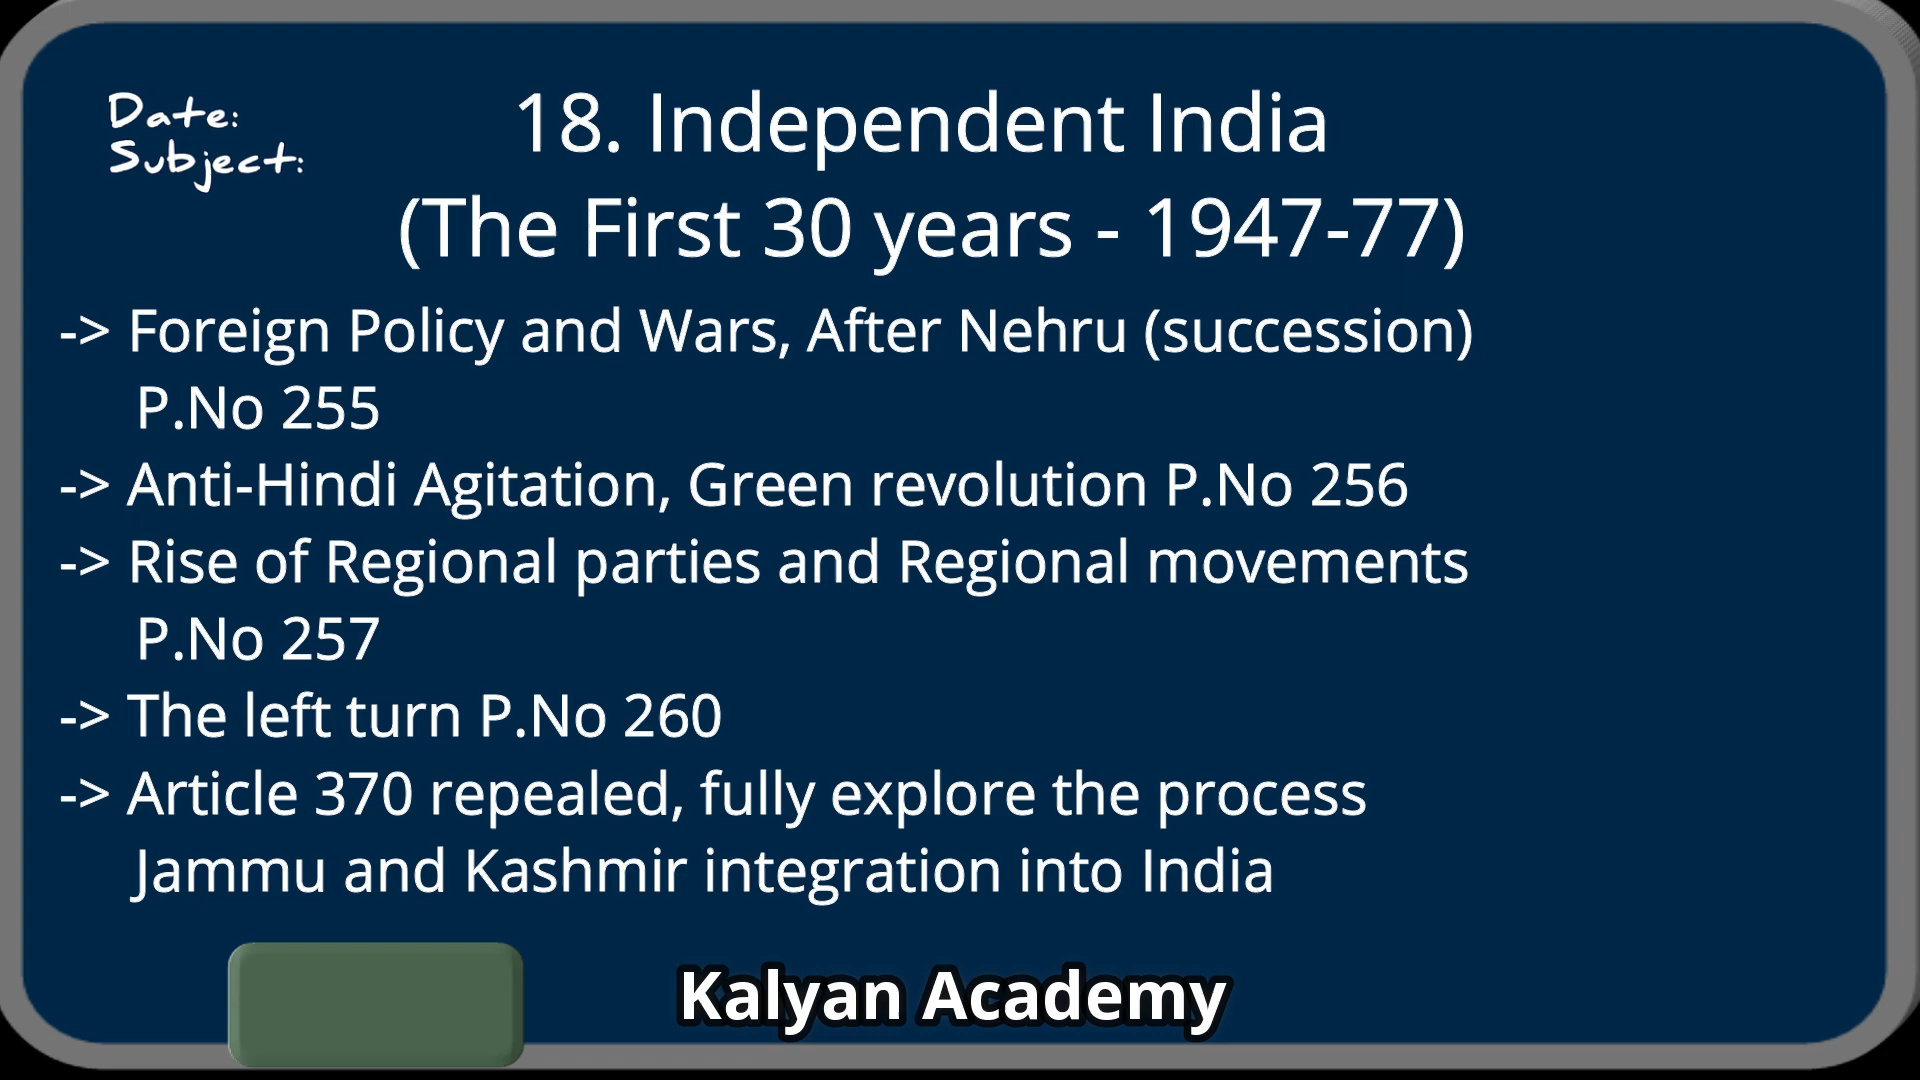 Date:
Subject:
18. Independent India
(The First 30 years - 1947-77)
-> Foreign Policy and Wars, After Nehru (succession)
P.No 255
-> Anti-Hindi Agitation, Green revolution P.No 256
-> Rise of Regional parties and Regional movements
P.No 257
-> The left turn P.No 260
-> Article 370 repealed, fully explore the process
Jammu and Kashmir integration into India
Kalyan Academy